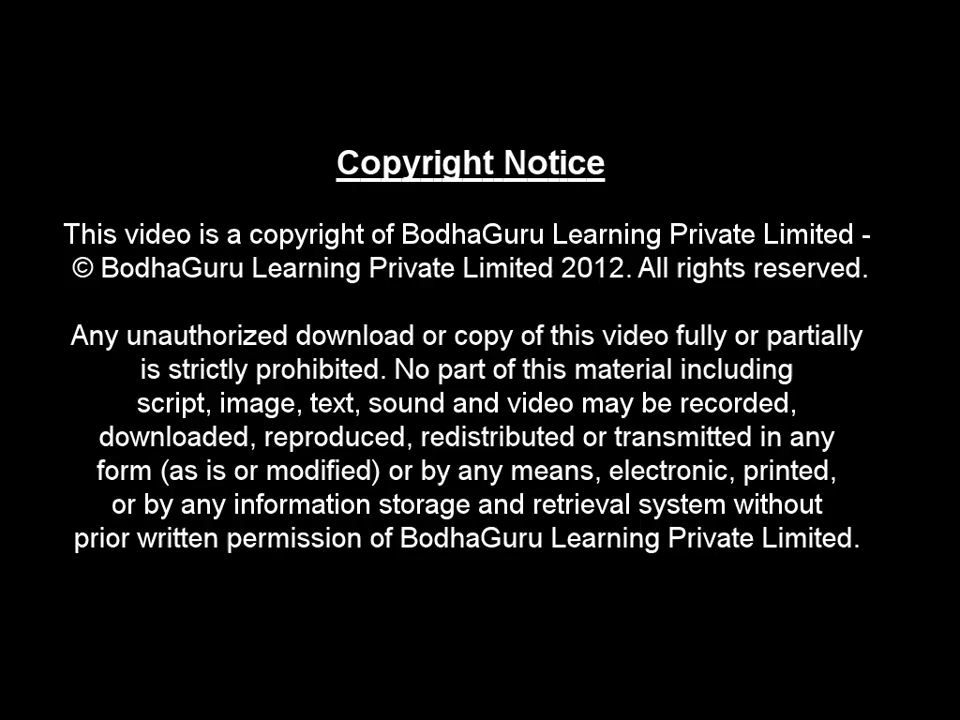 Copyright Notice
This video is a copyright of BodhaGuru Learning Private Limited -
© BodhaGuru Learning Private Limited 2012. All rights reserved.
Any unauthorized download or copy of this video fully or partially
is strictly prohibited. No part of this material including
script, image, text, sound and video may be recorded,
downloaded, reproduced, redistributed or transmitted in any
form (as is or modified) or by any means, electronic, printed,
or by any information storage and retrieval system without
prior written permission of BodhaGuru Learning Private Limited.